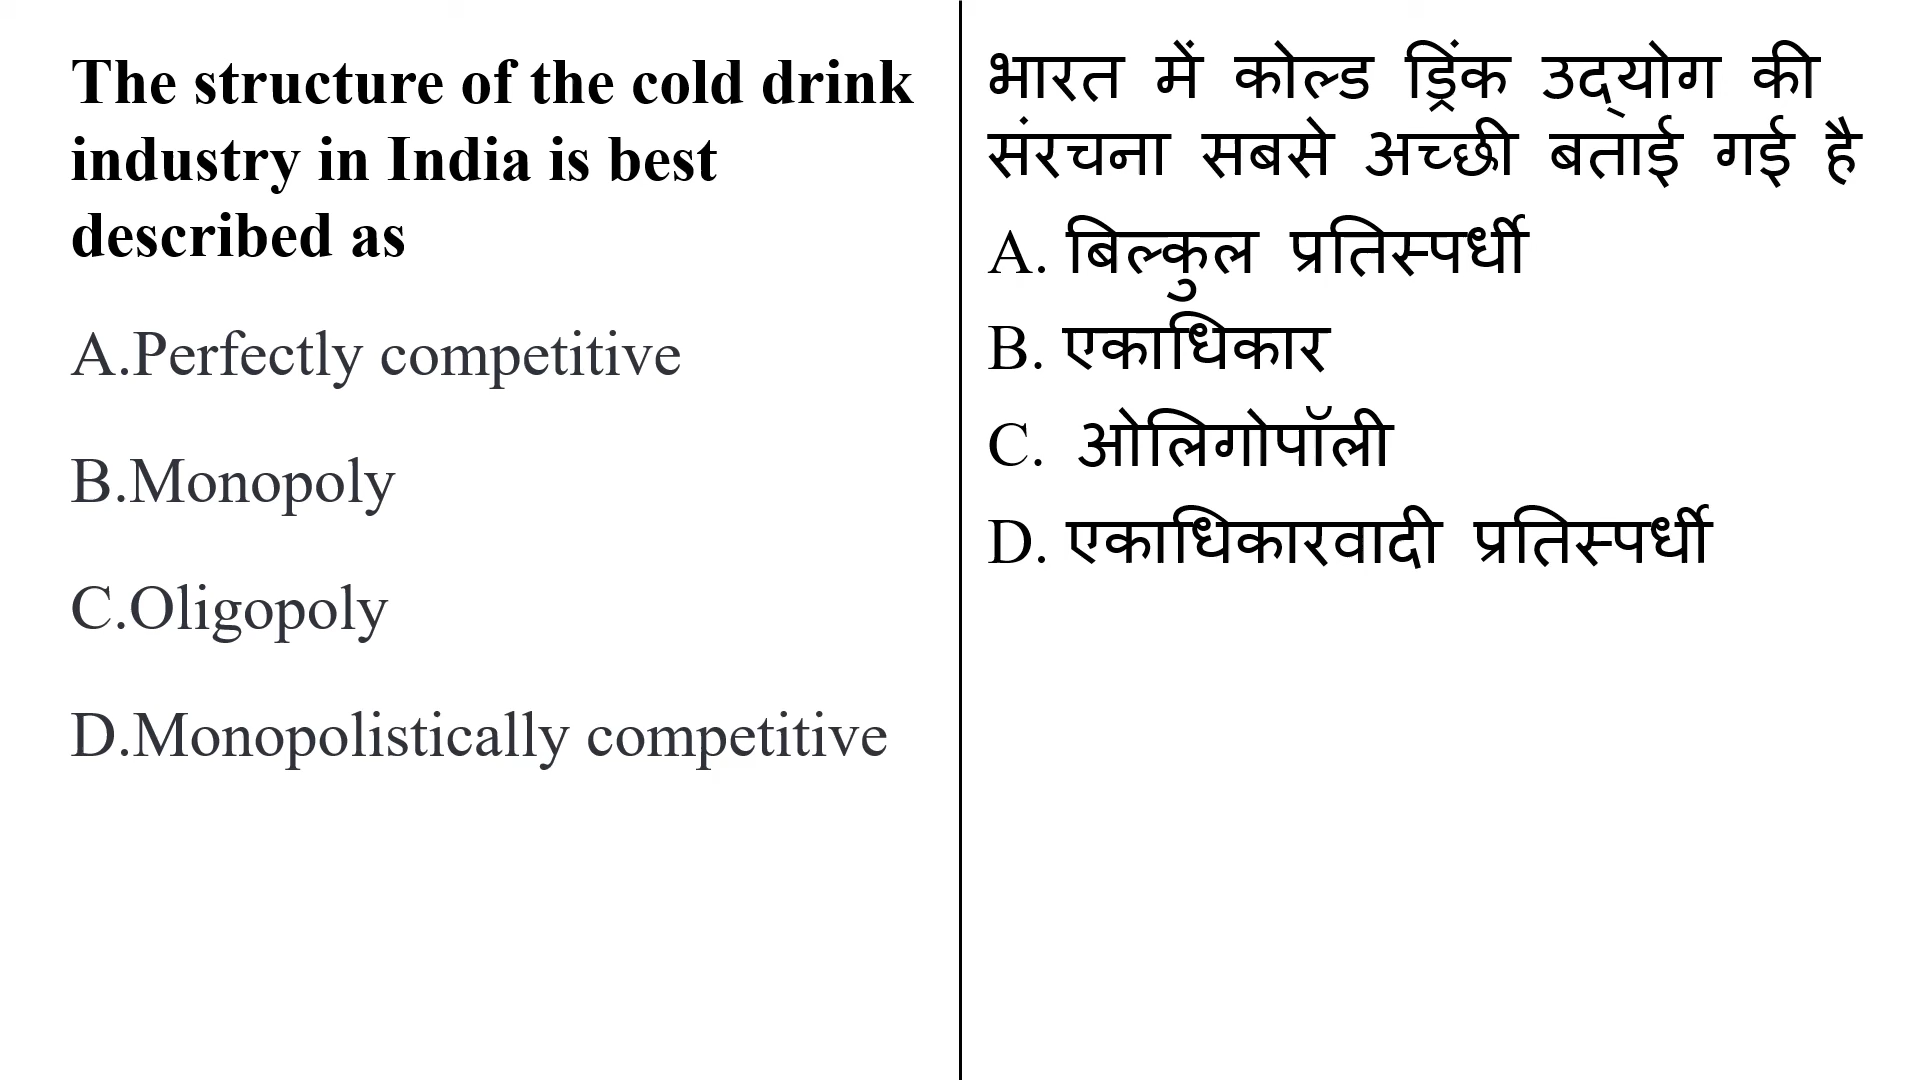 The structure of the cold drink
industry in India is best
described as
A.Perfectly competitive
B.Monopoly
C.Oligopoly
D.Monopolistically competitive
भारत में कोल्ड ड्रिंक उद्योग की
संरचना सबसे अच्छी बताई गई है
A. बिल्कुल प्रतिस्पर्धी
B. एकाधिकार
C. ओलिगोपॉली
D. एकाधिकारवादी प्रतिस्पर्धी